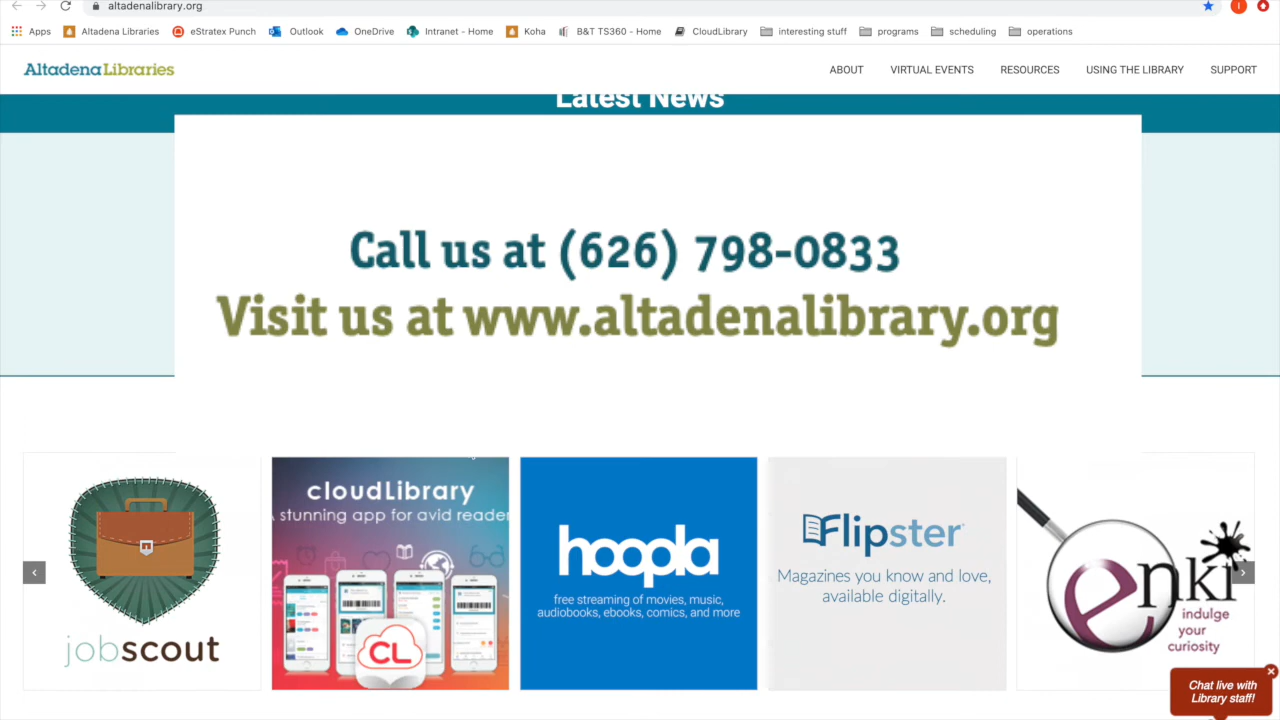 altadenalibrary.org
Apps Altadena Libraries eStratex Punch Outlook OneDrive Intranet - Home Koha B&T TS360 - Home CloudLibrary interesting stuff programs scheduling operations
Altadena Libraries ABOUT VIRTUAL EVENTS RESOURCES USING THE LIBRARY SUPPORT
Latest News
Call us at (626) 798-0833
Visit us at www.altadenalibrary.org
jobscout
cloudLibrary
A stunning app for avid reader
CL
hoopla
free streaming of movies, music,
audiobooks, ebooks, comics, and more
Flipster
Magazines you know and love,
available digitally.
enki
indulge
your
curiosity
Chat live with
Library staff!